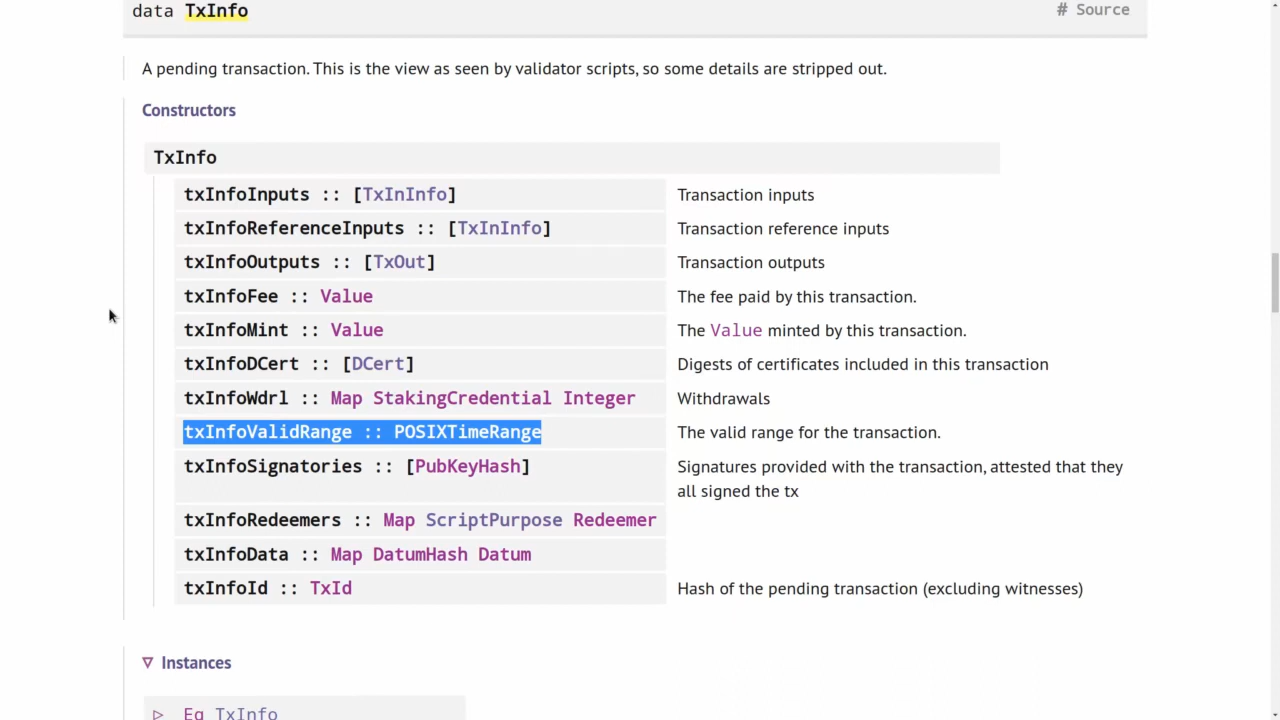 data TxInfo # Source
A pending transaction. This is the view as seen by validator scripts, so some details are stripped out.
Constructors
TxInfo
txInfoInputs :: [TxInInfo] Transaction inputs
txInfoReferenceInputs :: [TxInInfo] Transaction reference inputs
txInfoOutputs :: [TxOut] Transaction outputs
txInfoFee :: Value The fee paid by this transaction.
txInfoMint :: Value The Value minted by this transaction.
txInfoDCert :: [DCert] Digests of certificates included in this transaction
txInfoWdrl :: Map StakingCredential Integer Withdrawals
txInfoValidRange :: POSIXTimeRange The valid range for the transaction.
txInfoSignatories :: [PubKeyHash] Signatures provided with the transaction, attested that they
all signed the tx
txInfoRedeemers :: Map ScriptPurpose Redeemer
txInfoData :: Map DatumHash Datum
txInfoId :: TxId Hash of the pending transaction (excluding witnesses)
▽ Instances
▷ Eq TxInfo